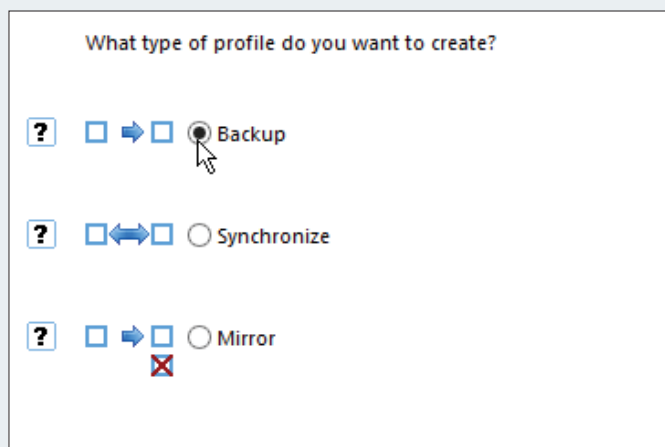 What type of profile do you want to create?
? Backup
? Synchronize
? Mirror